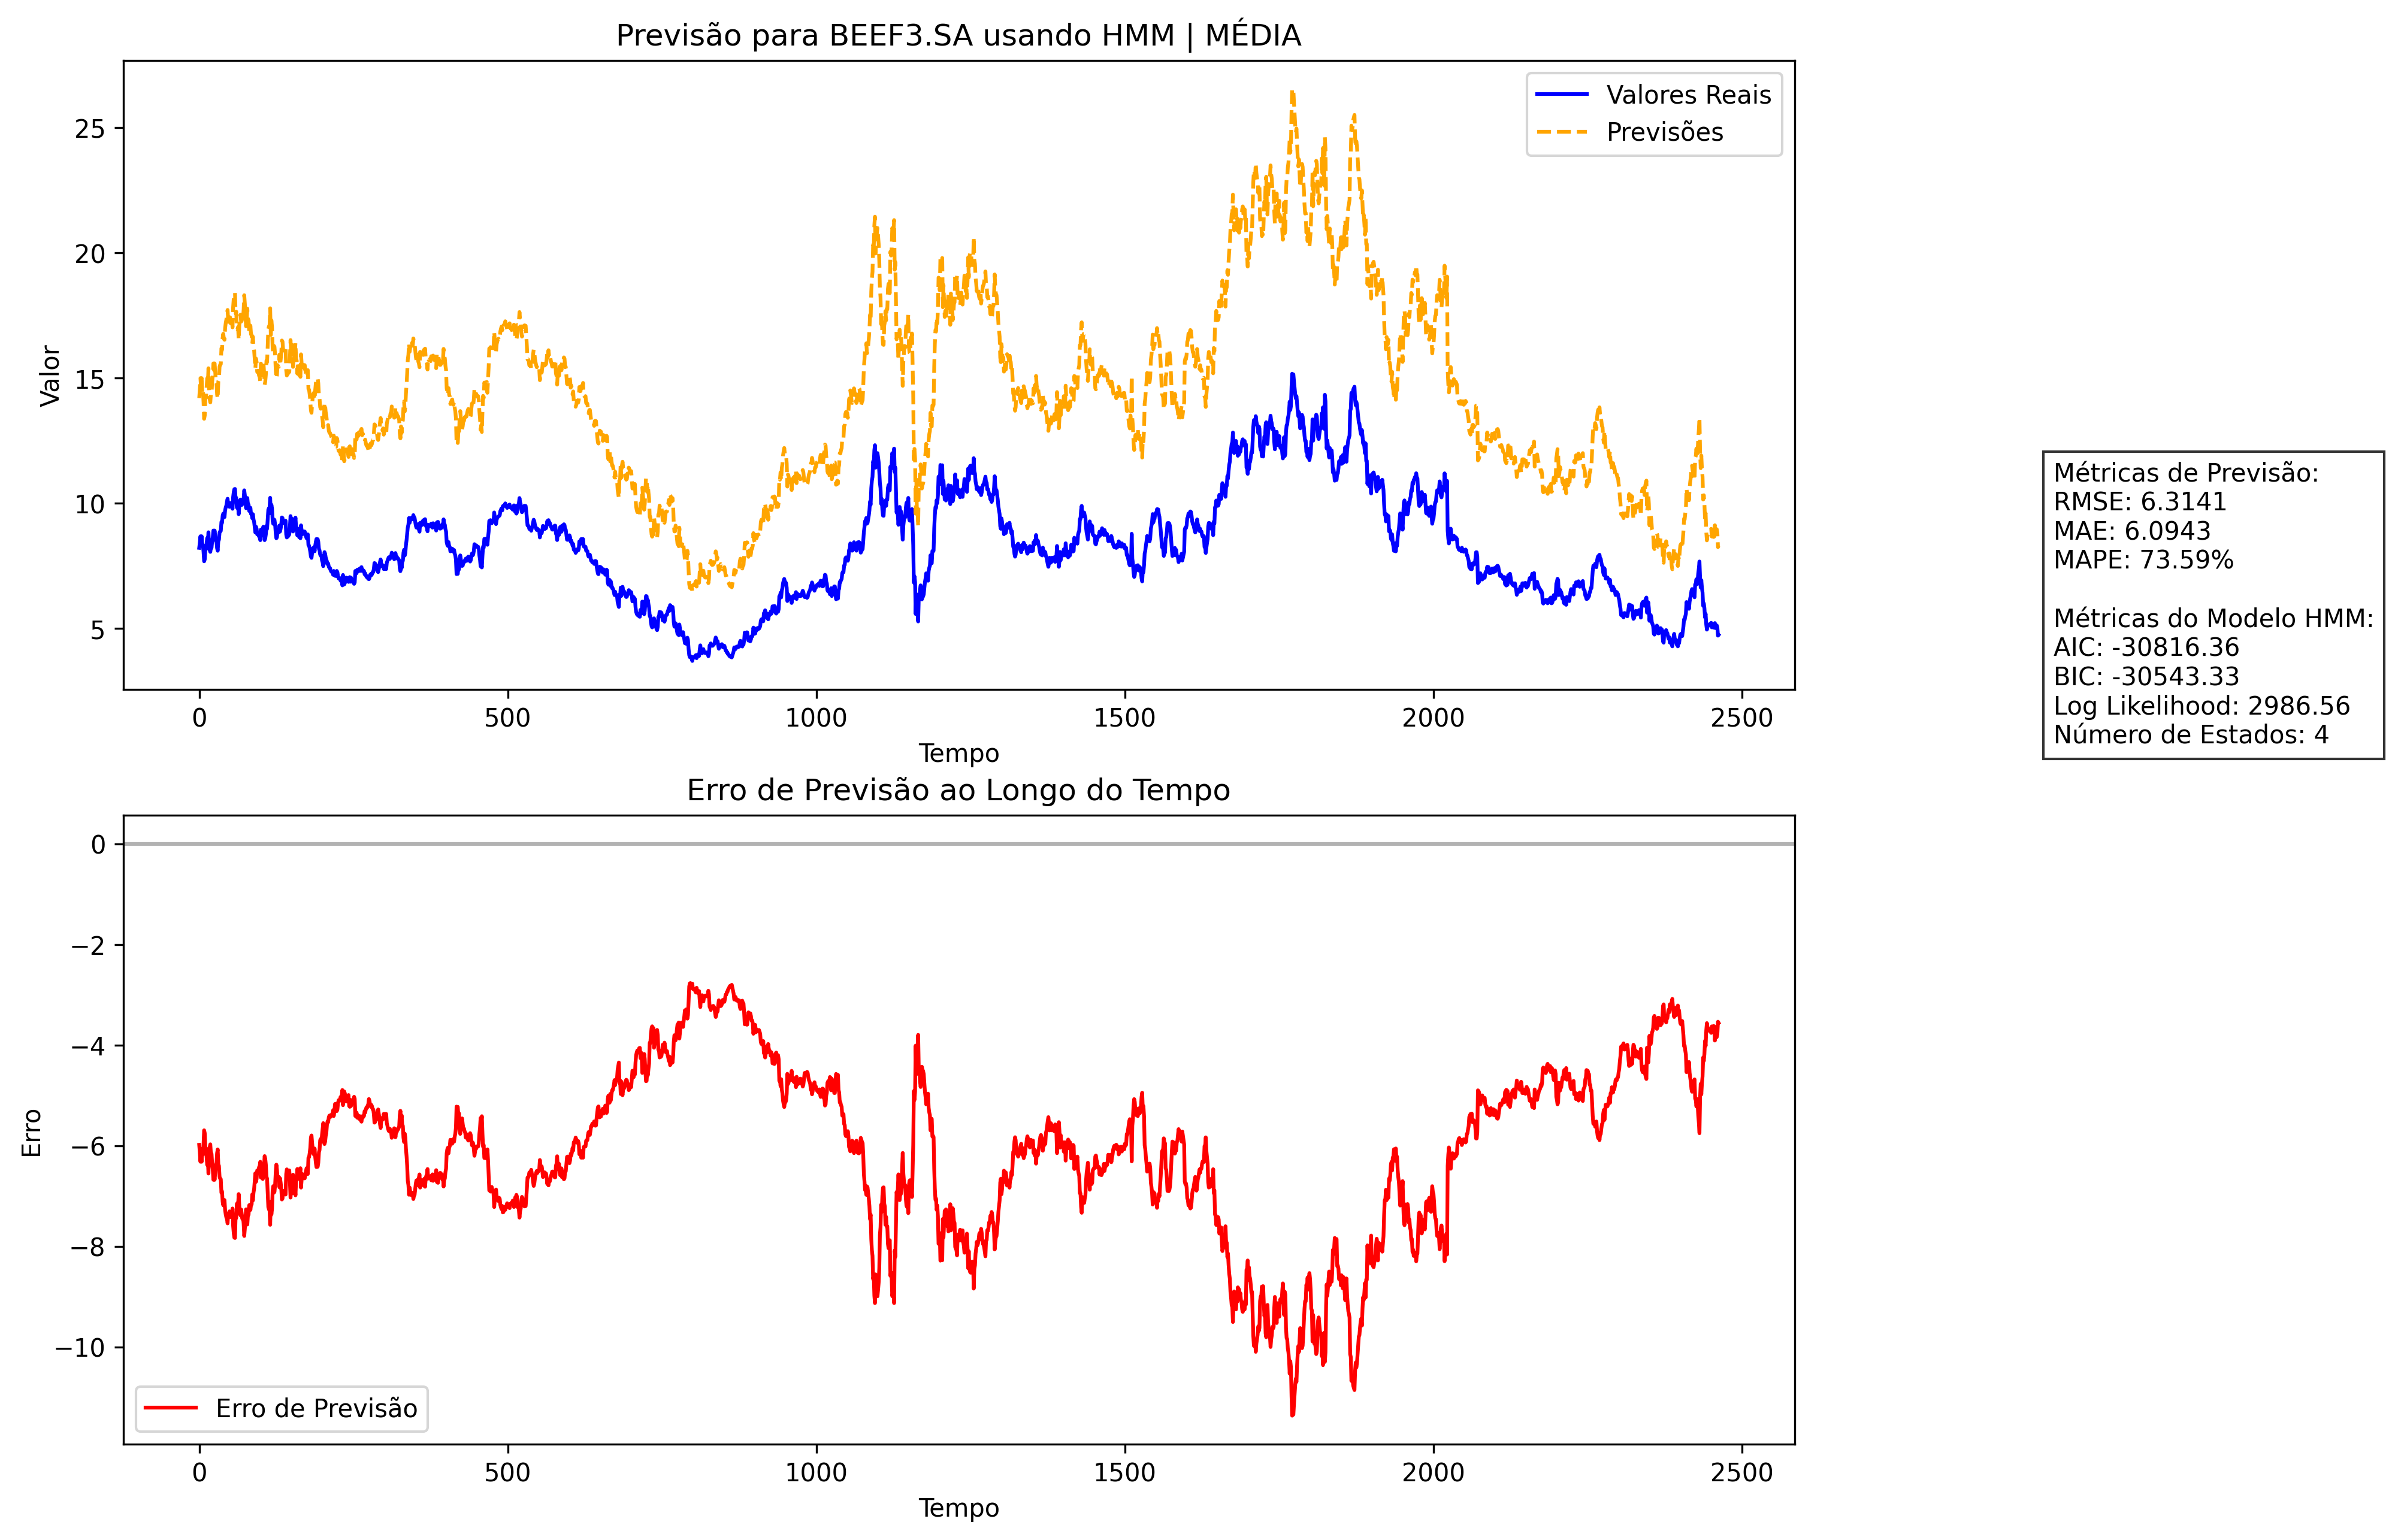 Previsão para BEEF3.SA usando HMM | MÉDIA
Valores Reais
Previsões
Valor
25
20
15
10
5
0
500
1000
1500
2000
2500
Tempo
Métricas de Previsão:
RMSE: 6.3141
MAE: 6.0943
MAPE: 73.59%
Métricas do Modelo HMM:
AIC: -30816.36
BIC: -30543.33
Log Likelihood: 2986.56
Número de Estados: 4
Erro de Previsão ao Longo do Tempo
Erro
0
−2
−4
−6
−8
−10
Erro de Previsão
0
500
1000
1500
2000
2500
Tempo